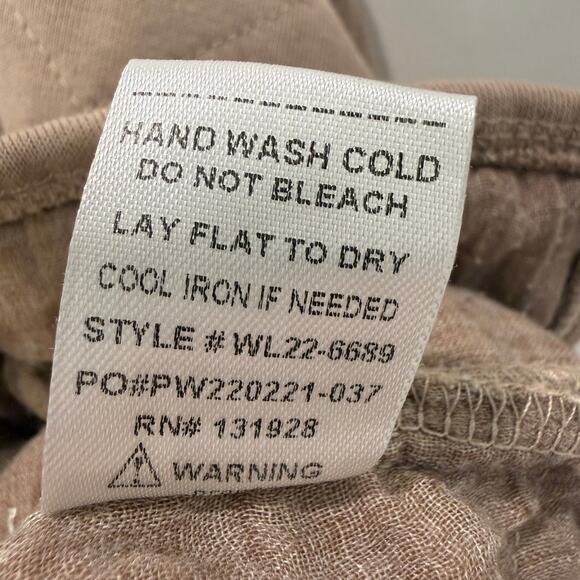 HAND WASH COLD
DO NOT BLEACH
LAY FLAT TO DRY
COOL IRON IF NEEDED
STYLE # WL22-6689
PO#PW220221-037
RN# 131928
WARNING